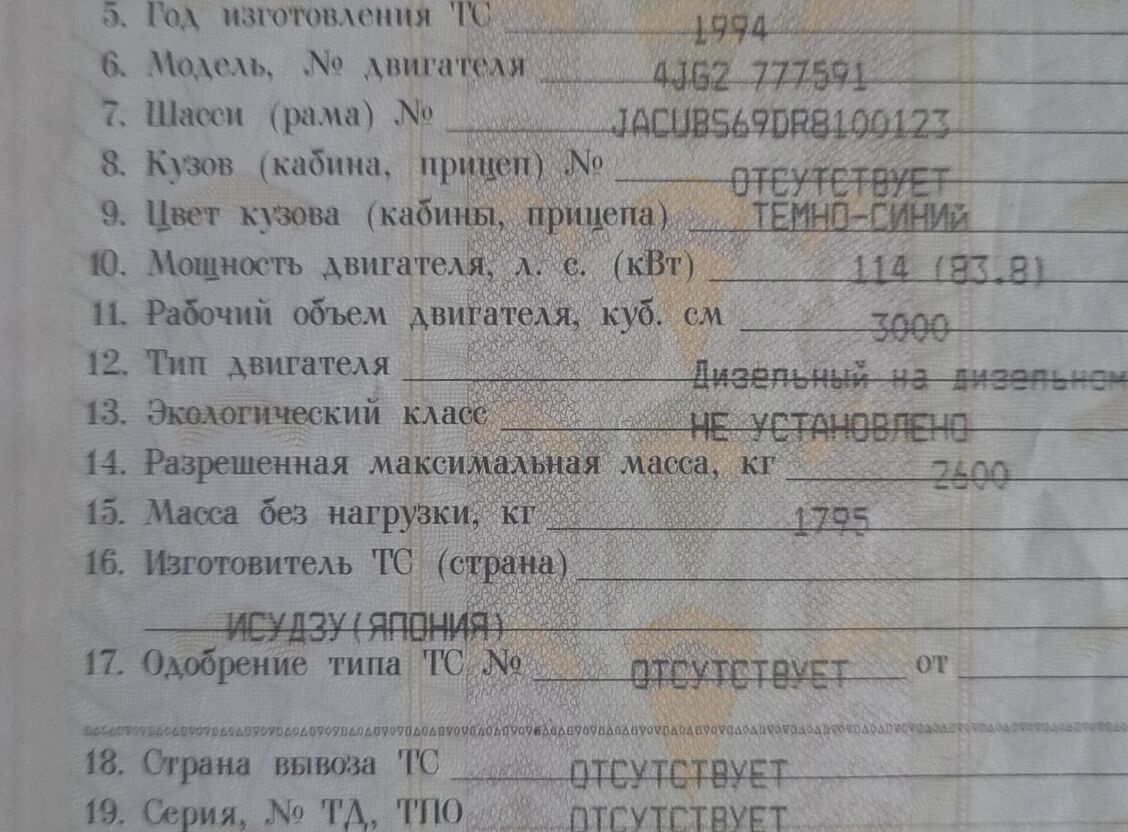 5. Год изготовления ТС 1994
6. Модель, № двигателя 4JG2 777591
7. Шасси (рама) № JACUBS69DR8100123
8. Кузов (кабина, прицеп) № ОТСУТСТВУЕТ
9. Цвет кузова (кабины, прицепа) ТЕМНО-СИНИЙ
10. Мощность двигателя, л. с. (кВт) 114 (83.8)
11. Рабочий объем двигателя, куб. см 3000
12. Тип двигателя Дизельный на дизельном
13. Экологический класс НЕ УСТАНОВЛЕНО
14. Разрешенная максимальная масса, кг 2600
15. Масса без нагрузки, кг 1795
16. Изготовитель ТС (страна)
ИСУДЗУ(ЯПОНИЯ)
17. Одобрение типа ТС № ОТСУТСТВУЕТ от
18. Страна вывоза ТС ОТСУТСТВУЕТ
19. Серия, № ТД, ТПО ОТСУТСТВУЕТ